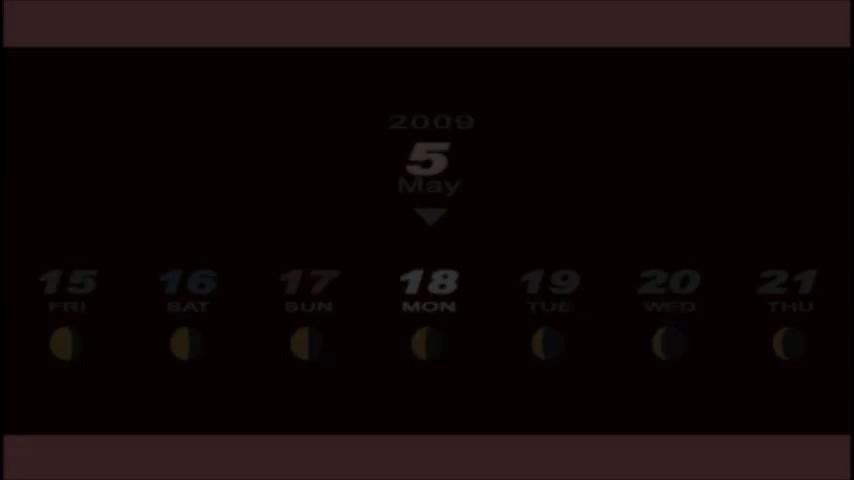 2009
5
May
15 16 17 18 19 20 21
FRI SAT SUN MON TUE WED THU